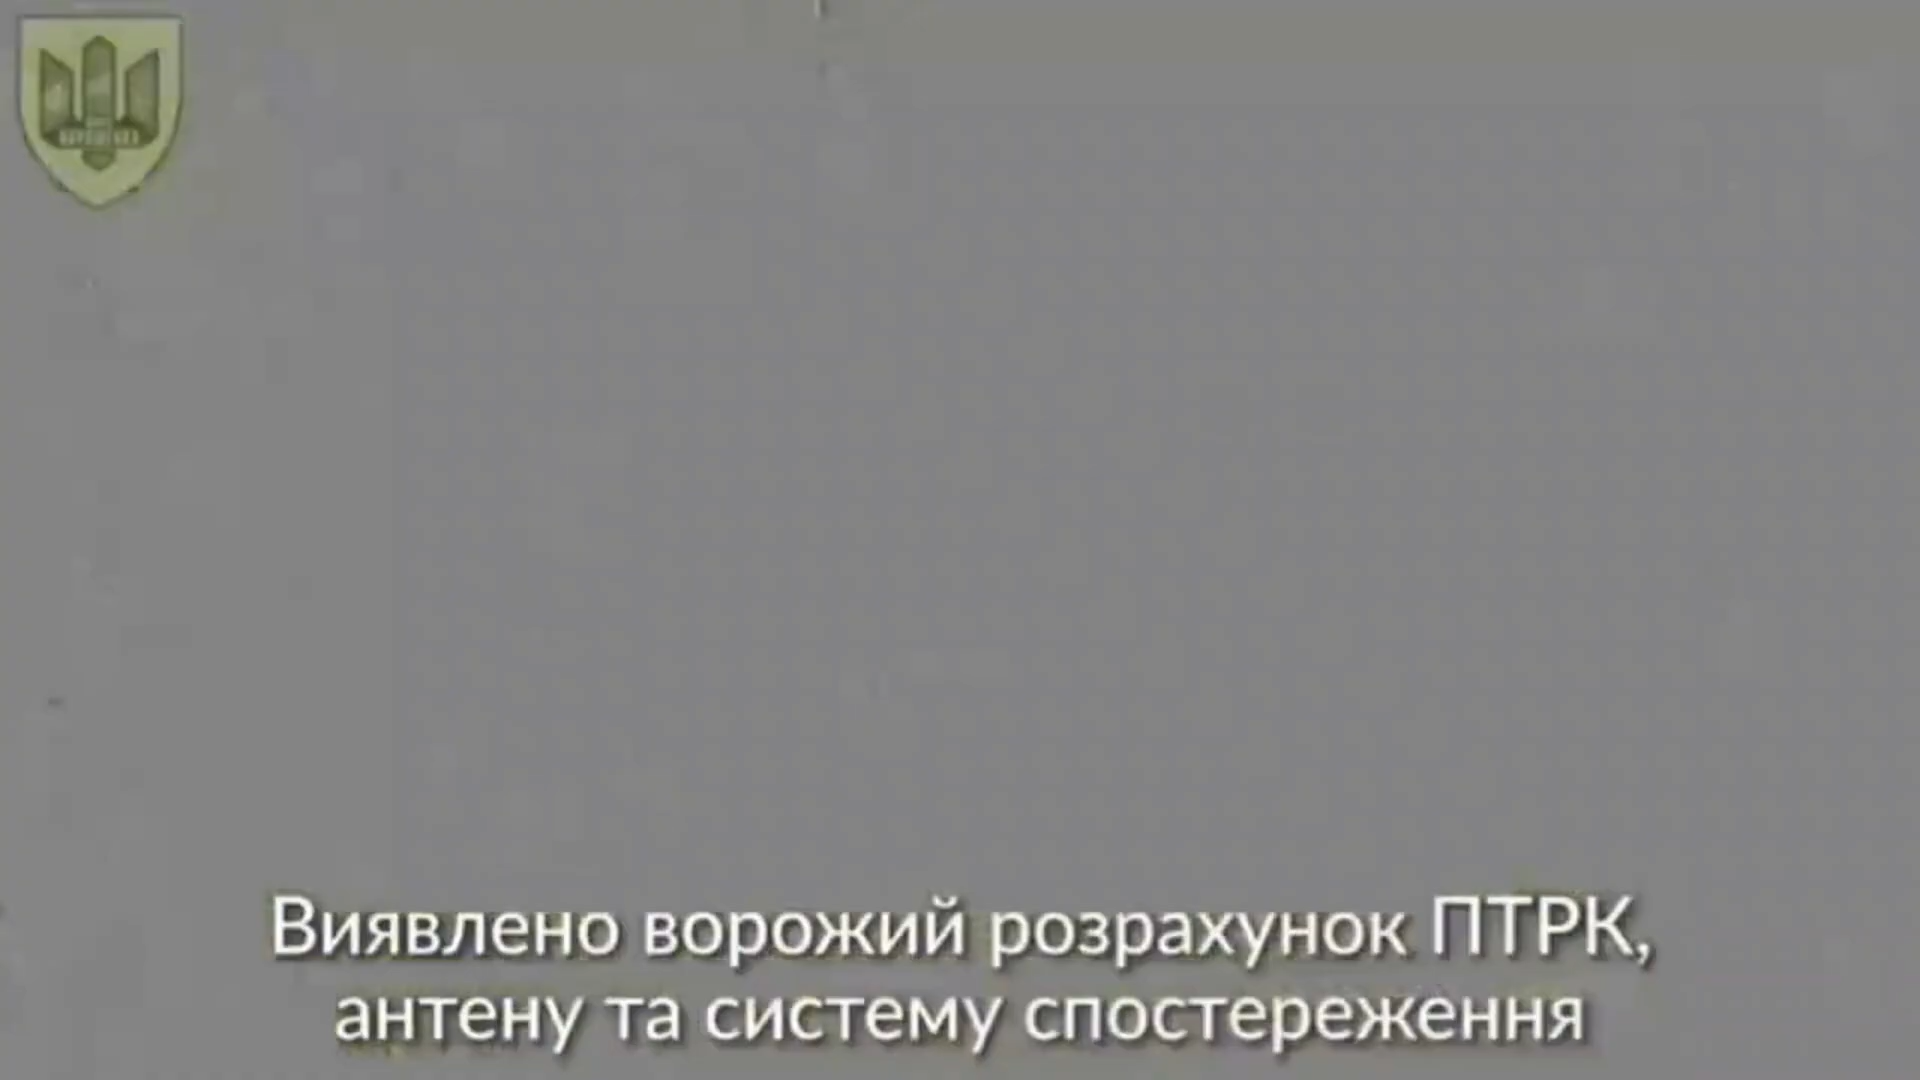 Виявлено ворожий розрахунок ПТРК,
антену та систему спостереження